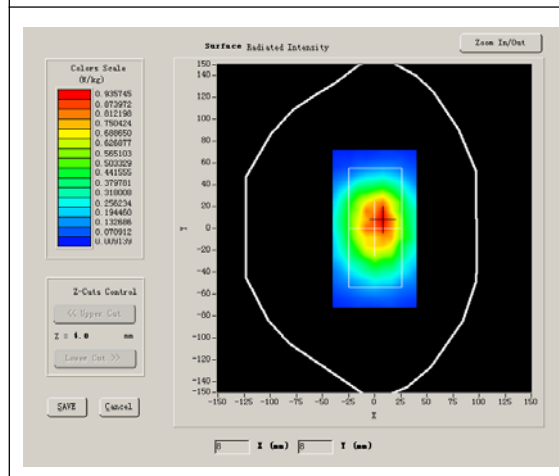 Surface Radiated Intensity
Zoom In/Out
Colors Scale
(W/kg)
0.935745
0.873972
0.812198
0.750424
0.688650
0.626877
0.565103
0.503329
0.441555
0.379781
0.318008
0.256234
0.194460
0.132686
0.070912
0.009139
Z-Cuts Control
<< Upper Cut
Z = 4.0 mm
Lower Cut >>
SAVE
Cancel
150
140
120
100
80
60
40
20
0
-20
-40
-60
-80
-100
-120
-140
-150
Y
-150 -125 -100 -75 -50 -25 0 25 50 75 100 125 150
X
8 X (mm) 8 Y (mm)